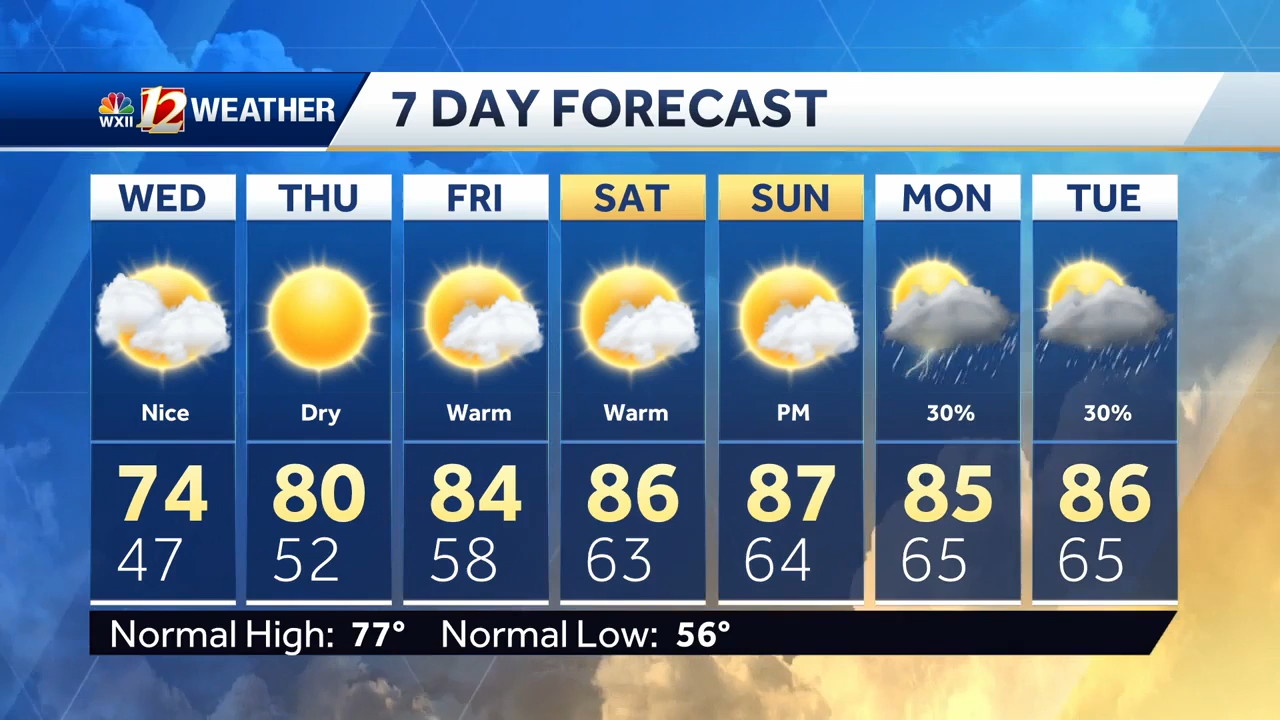 WXII 12 WEATHER
7 DAY FORECAST
WED THU FRI SAT SUN MON TUE
Nice Dry Warm Warm PM 30% 30%
74 80 84 86 87 85 86
47 52 58 63 64 65 65
Normal High: 77° Normal Low: 56°